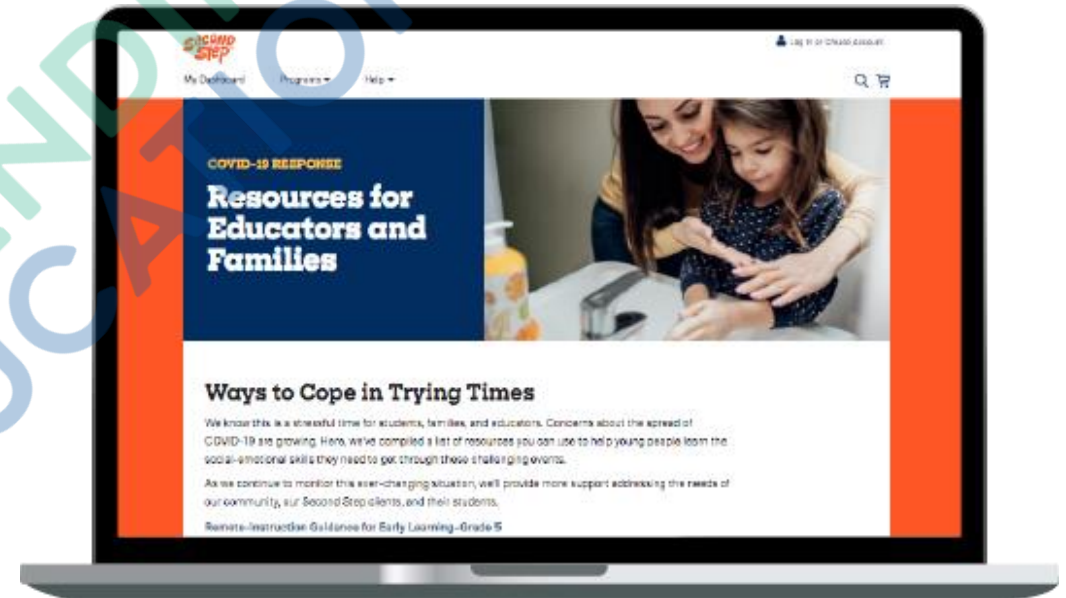 SECOND
STEP
Log In or Create Account
My Dashboard Programs Help
COVID-19 RESPONSE
Resources for
Educators and
Families
Ways to Cope in Trying Times
We know this is a stressful time for students, families, and educators. Concerns about the spread of
COVID-19 are growing. Here, we've compiled a list of resources you can use to help young people learn the
social-emotional skills they need to get through these challenging events.
As we continue to monitor this ever-changing situation, we'll provide more support addressing the needs of
our community, our Second Step clients, and their students.
Remote-Instruction Guidance for Early Learning–Grade 5